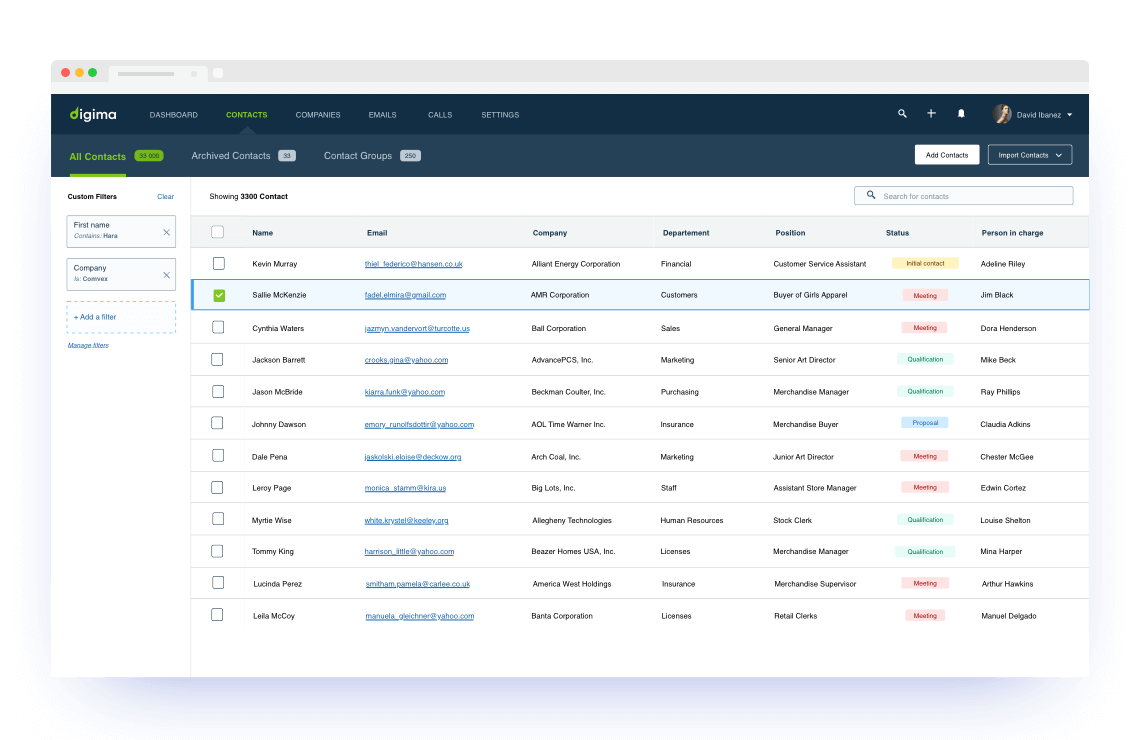 digima DASHBOARD CONTACTS COMPANIES EMAILS CALLS SETTINGS David Ibanez
All Contacts 33 000 Archived Contacts 33 Contact Groups 250 Add Contacts Import Contacts
Custom Filters Clear
Showing 3300 Contact Search for contacts
First name
Contains: Hara
Company
Is: Comvex
+ Add a filter
Manage filters
Name Email Company Departement Position Status Person in charge
Kevin Murray thiel_federico@hansen.co.uk Alliant Energy Corporation Financial Customer Service Assistant Initial contact Adeline Riley
Sallie McKenzie fadel.elmira@gmail.com AMR Corporation Customers Buyer of Girls Apparel Meeting Jim Black
Cynthia Waters jazmyn.vandervort@turcotte.us Ball Corporation Sales General Manager Meeting Dora Henderson
Jackson Barrett crooks.gina@yahoo.com AdvancePCS, Inc. Marketing Senior Art Director Qualification Mike Beck
Jason McBride kiarra.funk@yahoo.com Beckman Coulter, Inc. Purchasing Merchandise Manager Qualification Ray Phillips
Johnny Dawson emory_runolfsdottir@yahoo.com AOL Time Warner Inc. Insurance Merchandise Buyer Proposal Claudia Adkins
Dale Pena jaskolski.eloise@deckow.org Arch Coal, Inc. Marketing Junior Art Director Meeting Chester McGee
Leroy Page monica_stamm@kira.us Big Lots, Inc. Staff Assistant Store Manager Meeting Edwin Cortez
Myrtie Wise white.krystel@keeley.org Allegheny Technologies Human Resources Stock Clerk Qualification Louise Shelton
Tommy King harrison_little@yahoo.com Beazer Homes USA, Inc. Licenses Merchandise Manager Qualification Mina Harper
Lucinda Perez smitham.pamela@carlee.co.uk America West Holdings Insurance Merchandise Supervisor Meeting Arthur Hawkins
Leila McCoy manuela_gleichner@yahoo.com Banta Corporation Licenses Retail Clerks Meeting Manuel Delgado